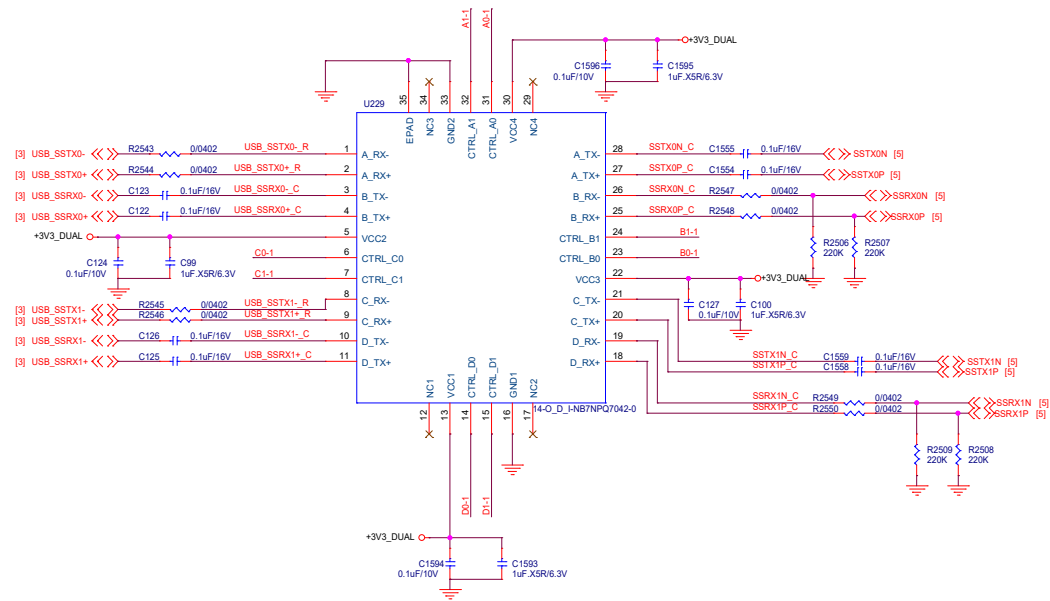 A1-1
A0-1
+3V3_DUAL
C1596
0.1uF/10V
C1595
1uF.X5R/6.3V
U229
35
34
33
32
31
30
29
EPAD
NC3
GND2
CTRL_A1
CTRL_A0
VCC4
NC4
[3] USB_SSTX0- R2543 0/0402 USB_SSTX0-_R 1 A_RX-
[3] USB_SSTX0+ R2544 0/0402 USB_SSTX0+_R 2 A_RX+
[3] USB_SSRX0- C123 0.1uF/16V USB_SSRX0-_C 3 B_TX-
[3] USB_SSRX0+ C122 0.1uF/16V USB_SSRX0+_C 4 B_TX+
+3V3_DUAL 5 VCC2
C124
0.1uF/10V
C99
1uF.X5R/6.3V
C0-1 6 CTRL_C0
C1-1 7 CTRL_C1
[3] USB_SSTX1- R2545 0/0402 USB_SSTX1-_R 8 C_RX-
[3] USB_SSTX1+ R2546 0/0402 USB_SSTX1+_R 9 C_RX+
[3] USB_SSRX1- C126 0.1uF/16V USB_SSRX1-_C 10 D_TX-
[3] USB_SSRX1+ C125 0.1uF/16V USB_SSRX1+_C 11 D_TX+
A_TX- 28 SSTX0N_C C1555 0.1uF/16V SSTX0N [5]
A_TX+ 27 SSTX0P_C C1554 0.1uF/16V SSTX0P [5]
B_RX- 26 SSRX0N_C R2547 0/0402 SSRX0N [5]
B_RX+ 25 SSRX0P_C R2548 0/0402 SSRX0P [5]
CTRL_B1 24 B1-1
CTRL_B0 23 B0-1
R2506
220K
R2507
220K
VCC3 22 +3V3_DUAL
C127
0.1uF/10V
C100
1uF.X5R/6.3V
C_TX- 21
C_TX+ 20
D_RX- 19
D_RX+ 18
SSTX1N_C C1559 0.1uF/16V SSTX1N [5]
SSTX1P_C C1558 0.1uF/16V SSTX1P [5]
SSRX1N_C R2549 0/0402 SSRX1N [5]
SSRX1P_C R2550 0/0402 SSRX1P [5]
R2509
220K
R2508
220K
NC1
VCC1
CTRL_D0
CTRL_D1
GND1
NC2
12
13
14
15
16
17
14-O_D_I-NB7NPQ7042-0
D0-1
D1-1
+3V3_DUAL
C1594
0.1uF/10V
C1593
1uF.X5R/6.3V